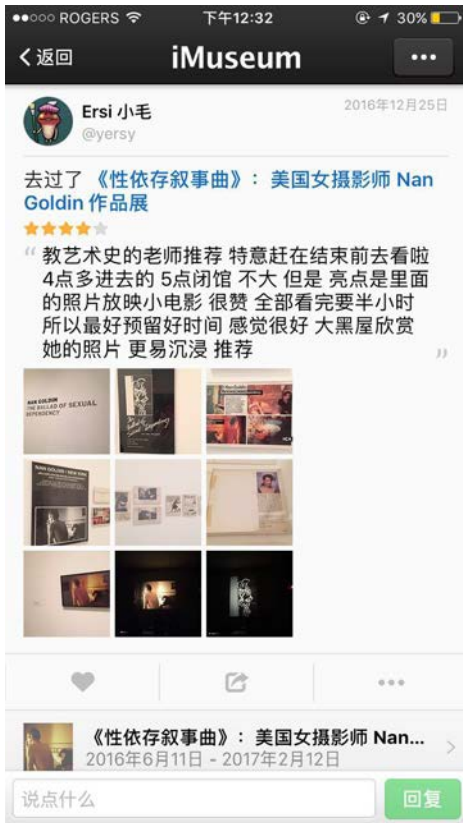 ROGERS 下午12:32 30%
返回 iMuseum
Ersi 小毛 2016年12月25日
@yersy
去过了 《性依存叙事曲》：美国女摄影师 Nan
Goldin 作品展
“ 教艺术史的老师推荐 特意赶在结束前去看啦
4点多进去的 5点闭馆 不大 但是 亮点是里面
的照片放映小电影 很赞 全部看完要半小时
所以最好预留好时间 感觉很好 大黑屋欣赏
她的照片 更易沉浸 推荐 ”
NAN GOLDIN
THE BALLAD OF SEXUAL
DEPENDENCY
Nan Goldin
NAN GOLDIN
《性依存叙事曲》：美国女摄影师 Nan...
2016年6月11日 - 2017年2月12日
说点什么 回复